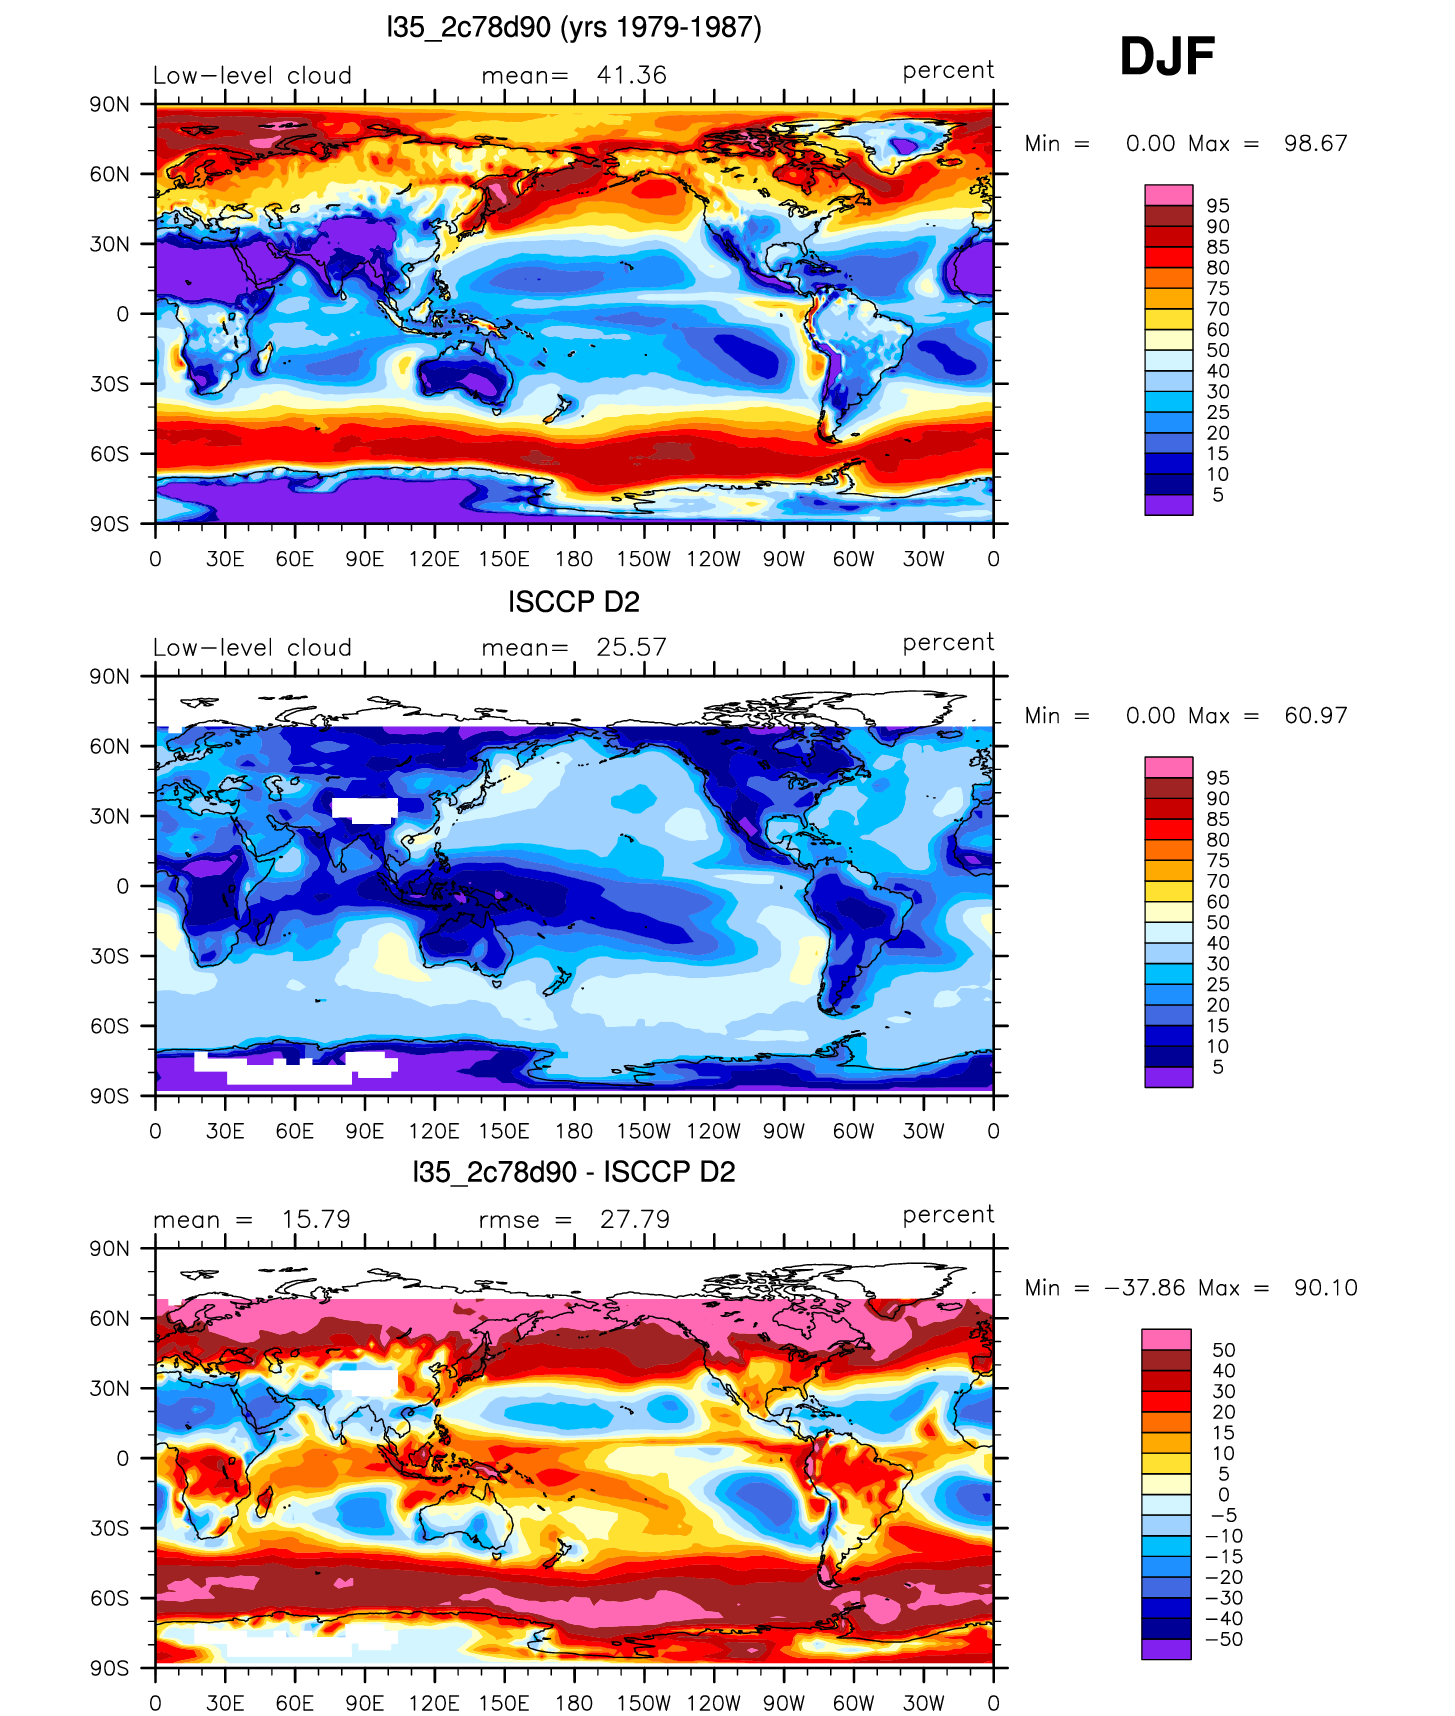 l35_2c78d90 (yrs 1979-1987)
DJF
Low-level cloud mean= 41.36 percent
Min = 0.00 Max = 98.67
90N
60N
30N
0
30S
60S
90S
0 30E 60E 90E 120E 150E 180 150W 120W 90W 60W 30W 0
95
90
85
80
75
70
60
50
40
30
25
20
15
10
5
ISCCP D2
Low-level cloud mean= 25.57 percent
Min = 0.00 Max = 60.97
90N
60N
30N
0
30S
60S
90S
0 30E 60E 90E 120E 150E 180 150W 120W 90W 60W 30W 0
95
90
85
80
75
70
60
50
40
30
25
20
15
10
5
l35_2c78d90 - ISCCP D2
mean = 15.79 rmse = 27.79 percent
Min = -37.86 Max = 90.10
90N
60N
30N
0
30S
60S
90S
0 30E 60E 90E 120E 150E 180 150W 120W 90W 60W 30W 0
50
40
30
20
15
10
5
0
-5
-10
-15
-20
-30
-40
-50